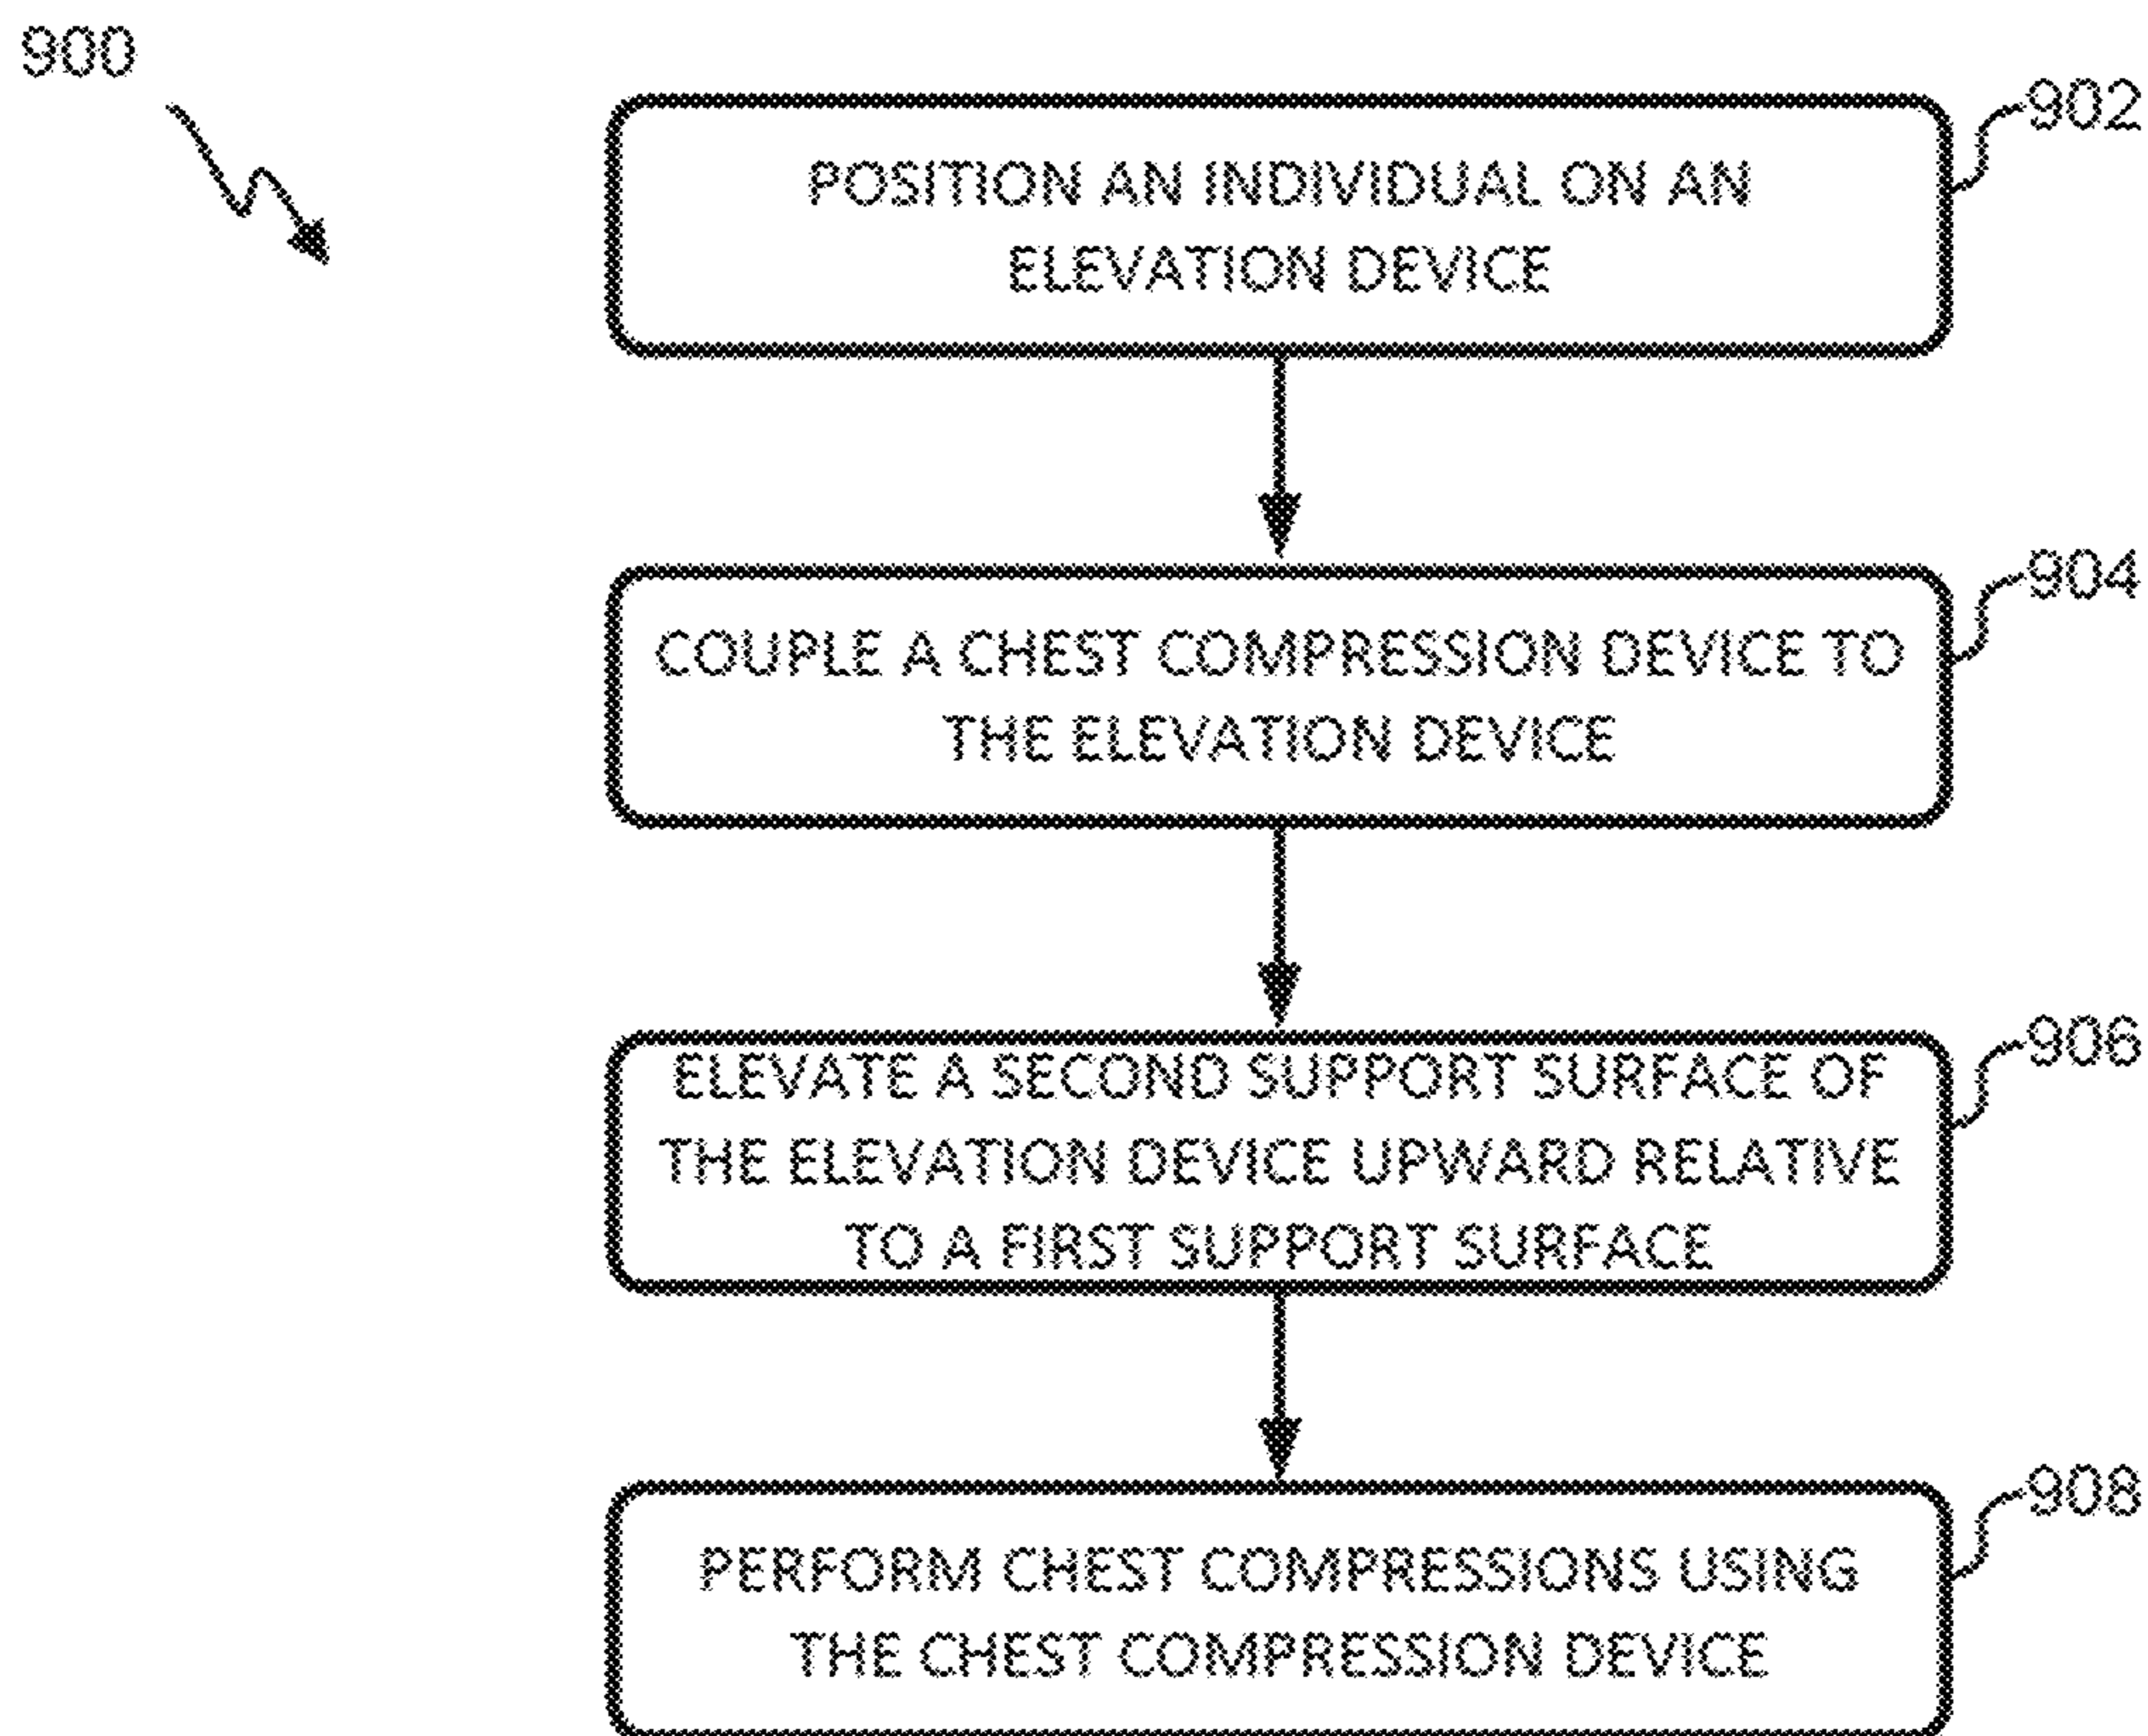 900
902
POSITION AN INDIVIDUAL ON AN
ELEVATION DEVICE
904
COUPLE A CHEST COMPRESSION DEVICE TO
THE ELEVATION DEVICE
906
ELEVATE A SECOND SUPPORT SURFACE OF
THE ELEVATION DEVICE UPWARD RELATIVE
TO A FIRST SUPPORT SURFACE
908
PERFORM CHEST COMPRESSIONS USING
THE CHEST COMPRESSION DEVICE